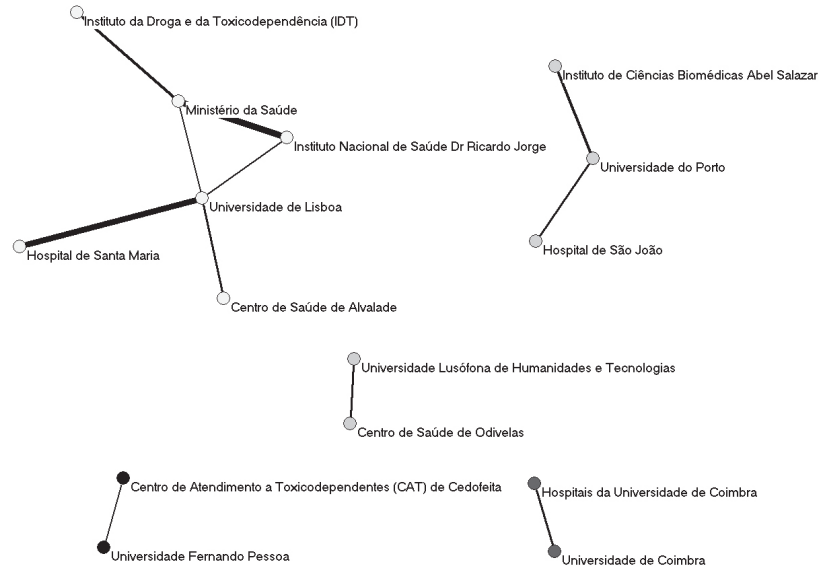 Instituto da Droga e da Toxicodependência (IDT)
Instituto de Ciências Biomédicas Abel Salazar
Ministério da Saúde
Instituto Nacional de Saúde Dr Ricardo Jorge
Universidade do Porto
Universidade de Lisboa
Hospital de Santa Maria
Hospital de São João
Centro de Saúde de Alvalade
Universidade Lusófona de Humanidades e Tecnologias
Centro de Saúde de Odivelas
Centro de Atendimento a Toxicodependentes (CAT) de Cedofeita
Hospitais da Universidade de Coimbra
Universidade Fernando Pessoa
Universidade de Coimbra